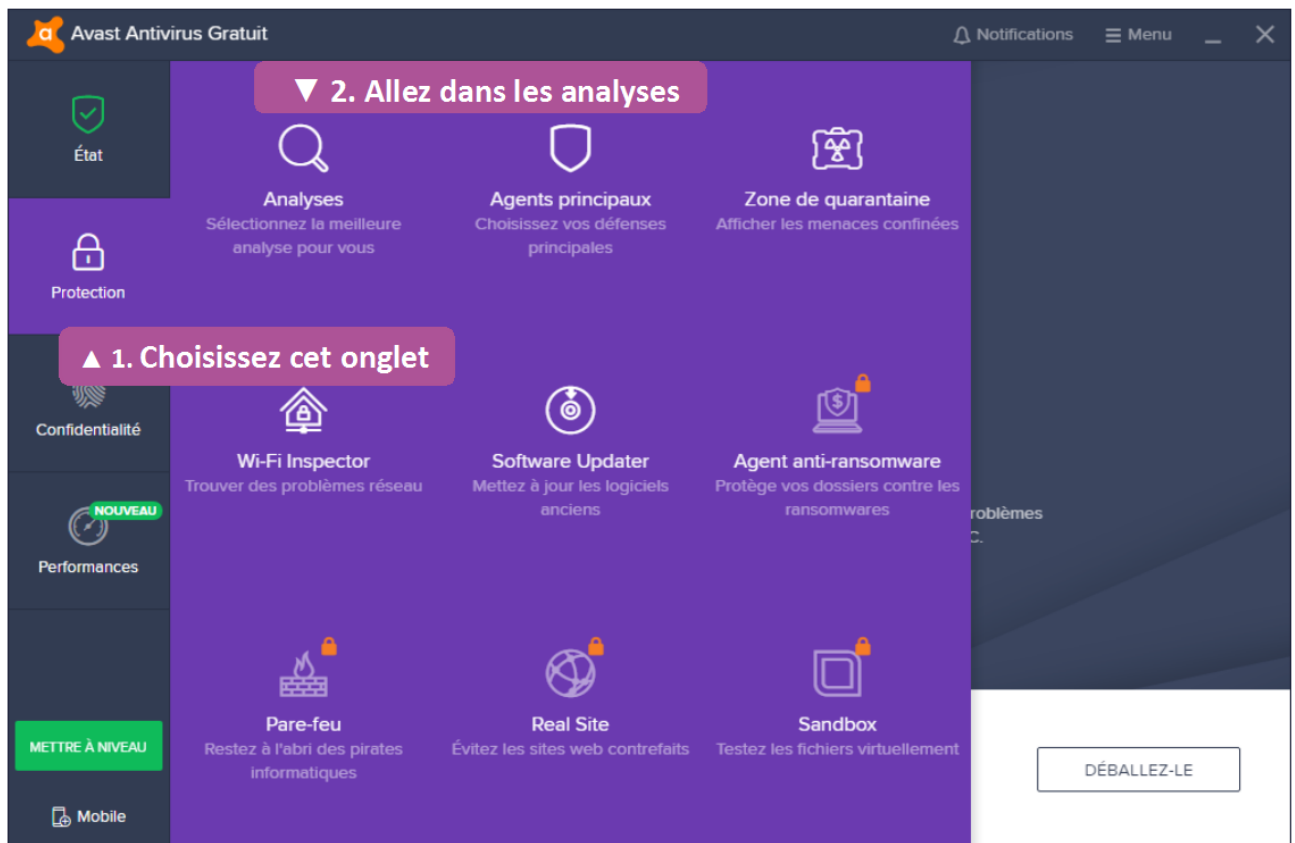 Avast Antivirus Gratuit
Notifications
Menu
▼ 2. Allez dans les analyses
État
Analyses
Sélectionnez la meilleure
analyse pour vous
Agents principaux
Choisissez vos défenses
principales
Zone de quarantaine
Afficher les menaces confinées
Protection
▲ 1. Choisissez cet onglet
Confidentialité
Wi-Fi Inspector
Trouver des problèmes réseau
Software Updater
Mettez à jour les logiciels
anciens
Agent anti-ransomware
Protège vos dossiers contre les
ransomwares
roblèmes
C.
NOUVEAU
Performances
Pare-feu
Restez à l'abri des pirates
informatiques
Real Site
Évitez les sites web contrefaits
Sandbox
Testez les fichiers virtuellement
METTRE À NIVEAU
DÉBALLEZ-LE
Mobile